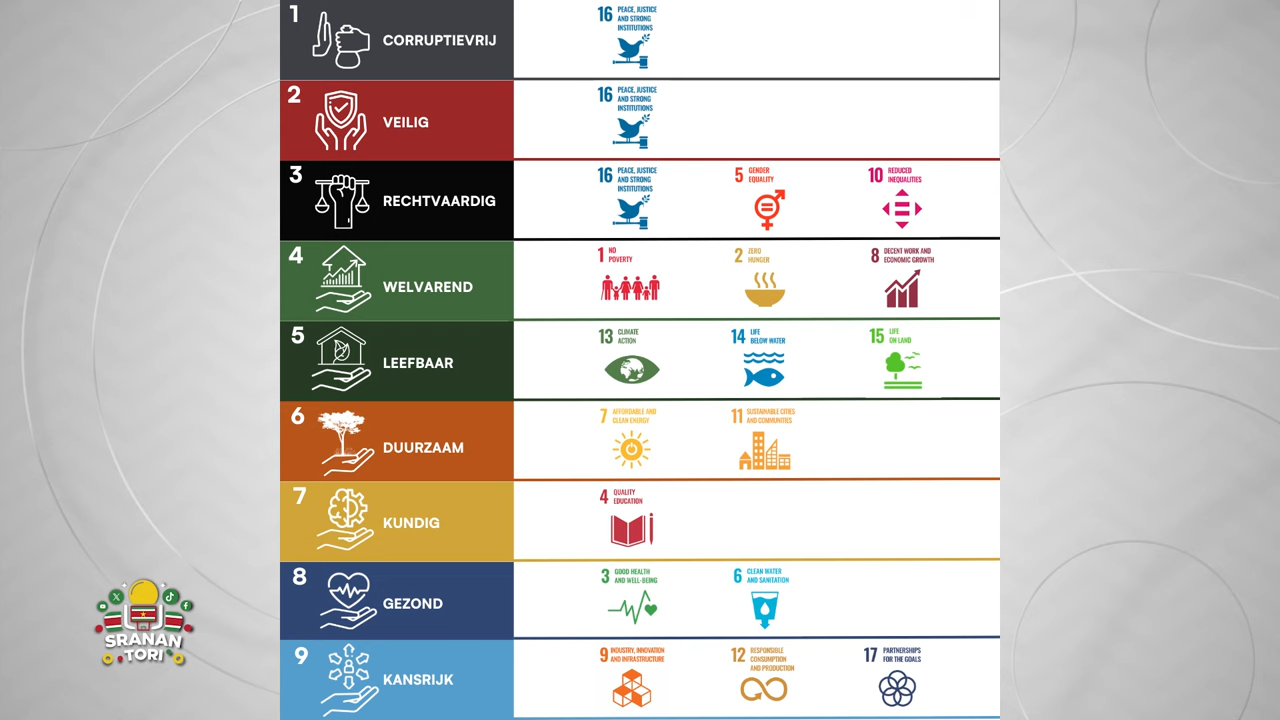 1
CORRUPTIEVRIJ
16 PEACE, JUSTICE
AND STRONG
INSTITUTIONS
2
VEILIG
16 PEACE, JUSTICE
AND STRONG
INSTITUTIONS
3
RECHTVAARDIG
16 PEACE, JUSTICE
AND STRONG
INSTITUTIONS
5 GENDER
EQUALITY
10 REDUCED
INEQUALITIES
4
WELVAREND
1 NO
POVERTY
2 ZERO
HUNGER
8 DECENT WORK AND
ECONOMIC GROWTH
5
LEEFBAAR
13 CLIMATE
ACTION
14 LIFE
BELOW WATER
15 LIFE
ON LAND
6
DUURZAAM
7 AFFORDABLE AND
CLEAN ENERGY
11 SUSTAINABLE CITIES
AND COMMUNITIES
7
KUNDIG
4 QUALITY
EDUCATION
8
GEZOND
3 GOOD HEALTH
AND WELL-BEING
6 CLEAN WATER
AND SANITATION
9
KANSRIJK
9 INDUSTRY, INNOVATION
AND INFRASTRUCTURE
12 RESPONSIBLE
CONSUMPTION
AND PRODUCTION
17 PARTNERSHIPS
FOR THE GOALS
SRANAN
TORI